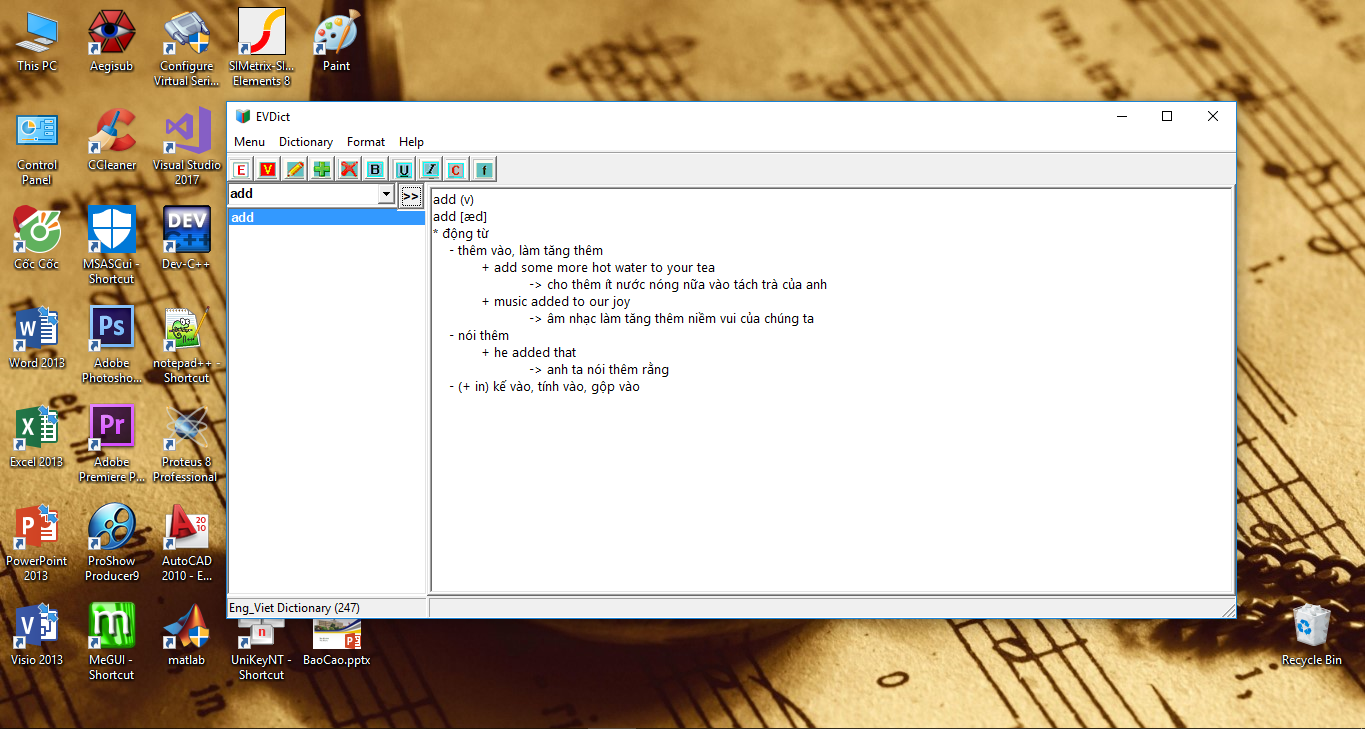 This PC
Aegisub
Configure
Virtual Seri...
SIMetrix-SI...
Elements 8
Paint
Control
Panel
CCleaner
Visual Studio
2017
Cốc Cốc
MSASCui -
Shortcut
DEV
C++
Dev-C++
W
Word 2013
Ps
Adobe
Photosho...
notepad++ -
Shortcut
X
Excel 2013
Pr
Adobe
Premiere P...
Proteus 8
Professional
P
PowerPoint
2013
ProShow
Producer9
A
20
10
AutoCAD
2010 - E...
V
Visio 2013
m
MeGUI -
Shortcut
matlab
n
UniKeyNT -
Shortcut
P
BaoCao.pptx
Recycle Bin
EVDict
Menu Dictionary Format Help
E V B U I C f
add >>
add
add (v)
add [æd]
* động từ
- thêm vào, làm tăng thêm
+ add some more hot water to your tea
-> cho thêm ít nước nóng nữa vào tách trà của anh
+ music added to our joy
-> âm nhạc làm tăng thêm niềm vui của chúng ta
- nói thêm
+ he added that
-> anh ta nói thêm rằng
- (+ in) kế vào, tính vào, gộp vào
Eng_Viet Dictionary (247)